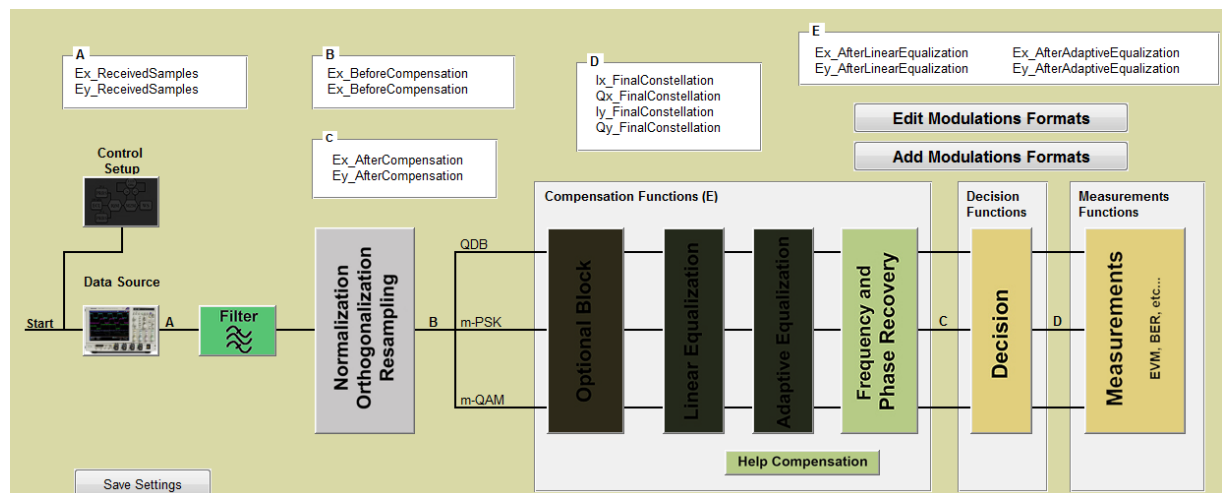 A
Ex_ReceivedSamples
Ey_ReceivedSamples
B
Ex_BeforeCompensation
Ex_BeforeCompensation
C
Ex_AfterCompensation
Ey_AfterCompensation
D
Ix_FinalConstellation
Qx_FinalConstellation
Iy_FinalConstellation
Qy_FinalConstellation
E
Ex_AfterLinearEqualization
Ey_AfterLinearEqualization
Ex_AfterAdaptiveEqualization
Ey_AfterAdaptiveEqualization
Edit Modulations Formats
Add Modulations Formats
Control
Setup
Data Source
Start
A
Filter
Normalization
Orthogonalization
Resampling
B
QDB
m-PSK
m-QAM
Compensation Functions (E)
Optional Block
Linear Equalization
Adaptive Equalization
Frequency and
Phase Recovery
Help Compensation
C
Decision
Functions
Decision
D
Measurements
Functions
Measurements
EVM, BER, etc...
Save Settings